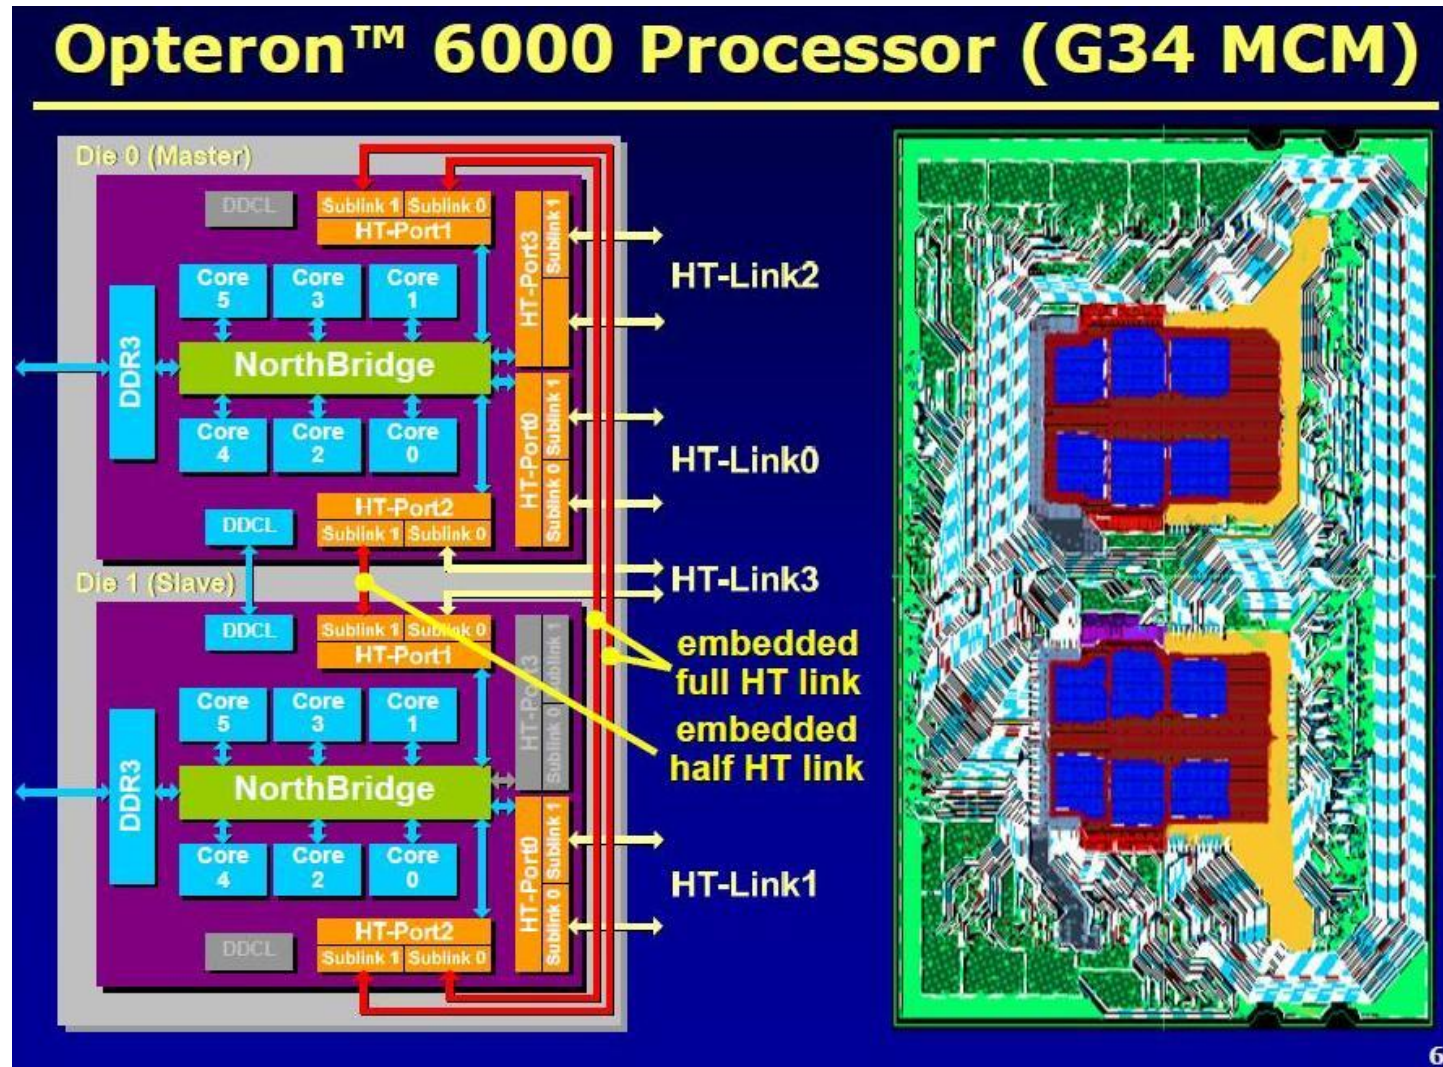 Opteron™ 6000 Processor (G34 MCM)
Die 0 (Master)
DDCL
Sublink 1 Sublink 0
HT-Port1
HT-Port3
Sublink 1
HT-Link2
Core 5
Core 3
Core 1
DDR3
NorthBridge
Core 4
Core 2
Core 0
HT-Port0
Sublink 0 Sublink 1
HT-Link0
DDCL
HT-Port2
Sublink 1 Sublink 0
HT-Link3
Die 1 (Slave)
DDCL
Sublink 1 Sublink 0
HT-Port1
HT-Port3
Sublink 0 Sublink 1
embedded
full HT link
embedded
half HT link
Core 5
Core 3
Core 1
DDR3
NorthBridge
Core 4
Core 2
Core 0
HT-Port0
Sublink 0 Sublink 1
HT-Link1
DDCL
HT-Port2
Sublink 1 Sublink 0
6